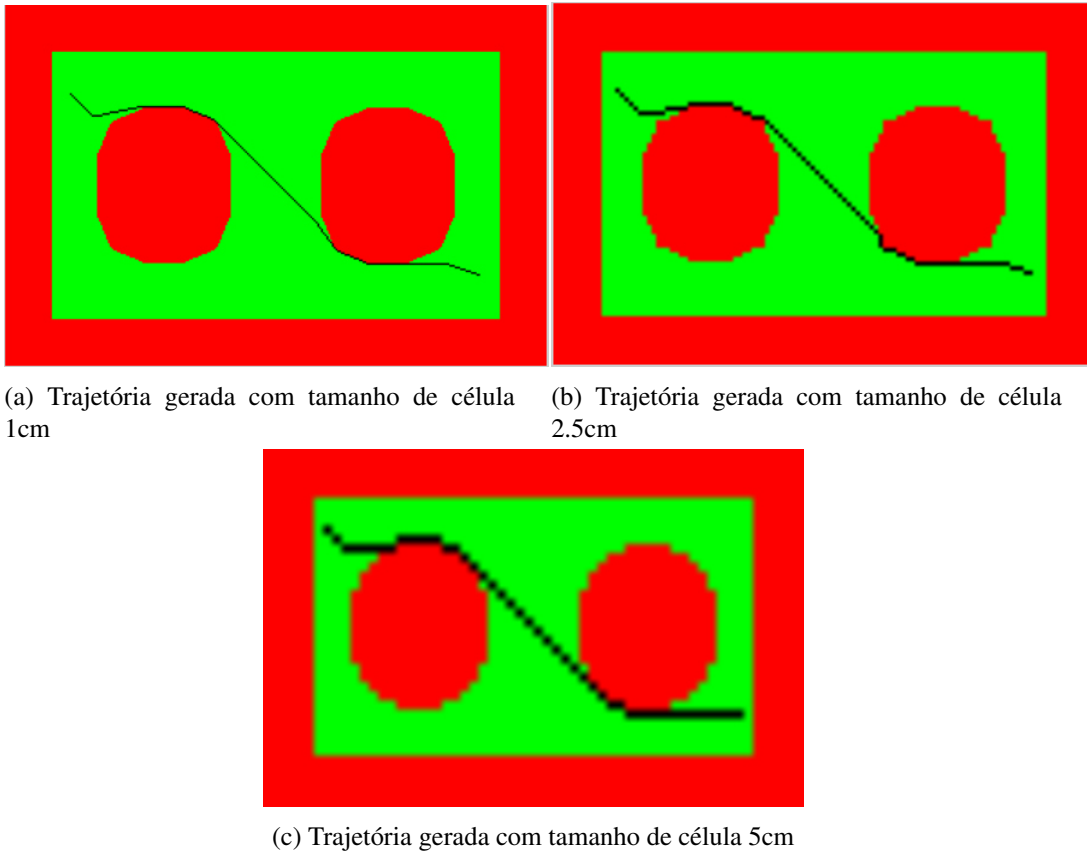 (a) Trajetória gerada com tamanho de célula
1cm
(b) Trajetória gerada com tamanho de célula
2.5cm
(c) Trajetória gerada com tamanho de célula 5cm